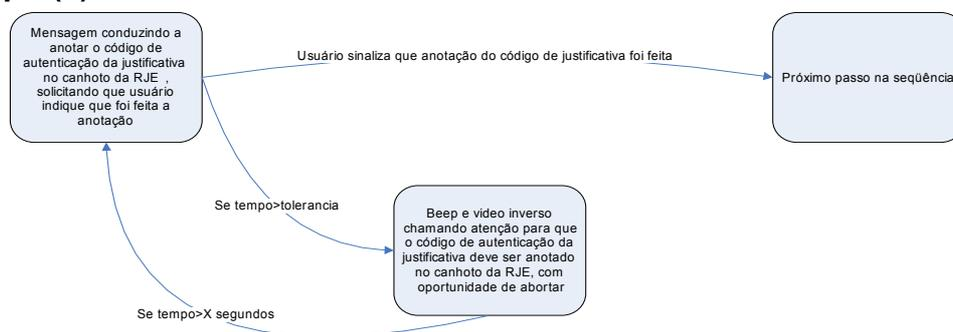 Mensagem conduzindo a
anotar o código de
autenticação da justificativa
no canhoto da RJE ,
solicitando que usuário
indique que foi feita a
anotação
Usuário sinaliza que anotação do código de justificativa foi feita
Próximo passo na seqüência
Se tempo>tolerancia
Beep e video inverso
chamando atenção para que
o código de autenticação da
justificativa deve ser anotado
no canhoto da RJE, com
oportunidade de abortar
Se tempo>X segundos